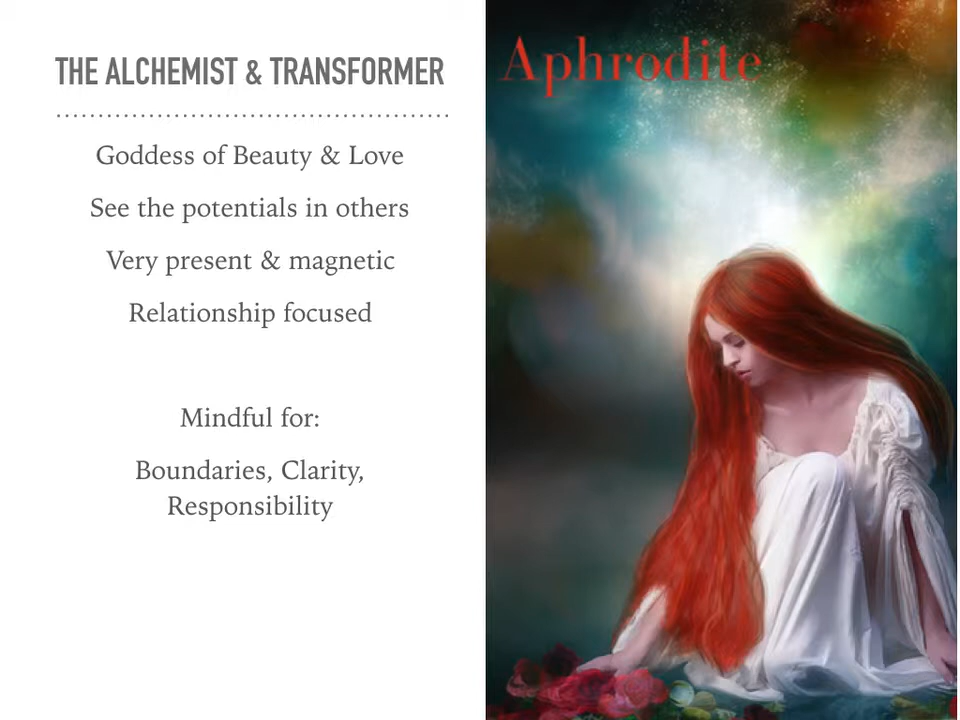 THE ALCHEMIST & TRANSFORMER
Goddess of Beauty & Love
See the potentials in others
Very present & magnetic
Relationship focused
Mindful for:
Boundaries, Clarity,
Responsibility
Aphrodite